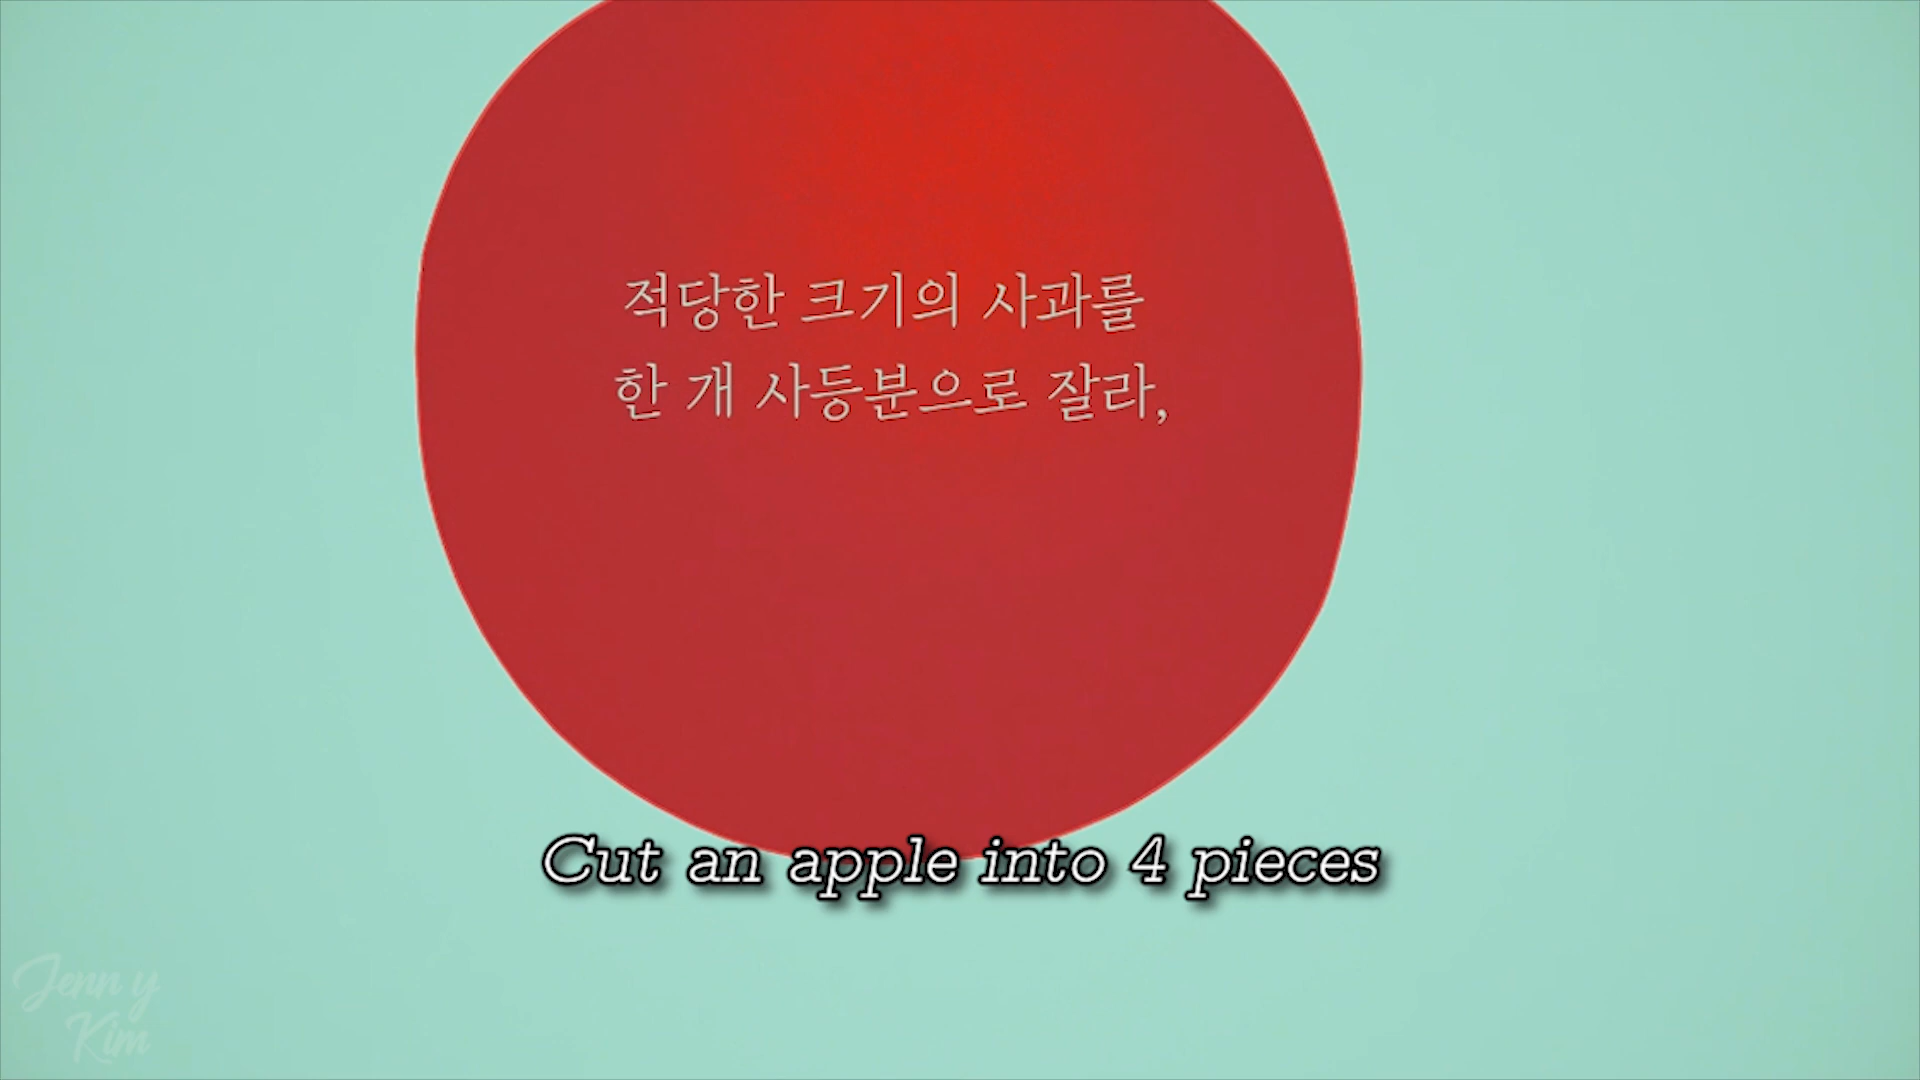 적당한 크기의 사과를
한 개 사등분으로 잘라,
Cut an apple into 4 pieces
Jenny
Kim